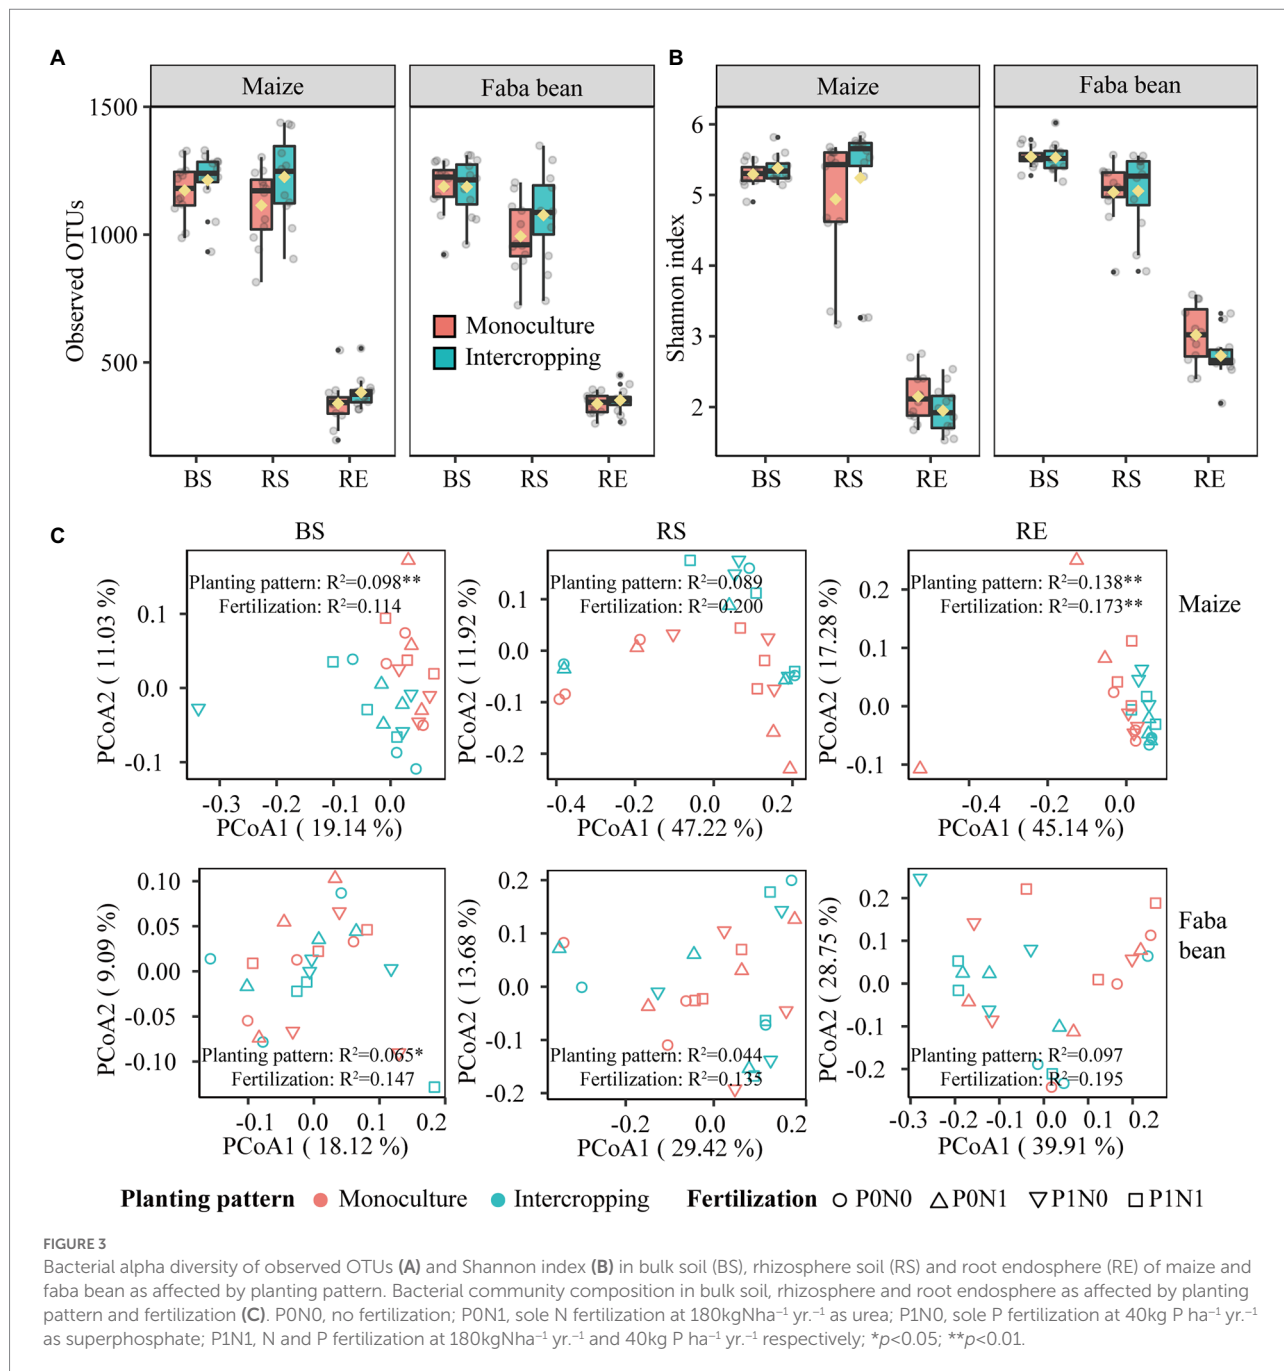 A
B
Maize
Faba bean
Maize
Faba bean
1500
1000
500
Observed OTUs
6
5
4
3
2
Shannon index
Monoculture
Intercropping
BS
RS
RE
BS
RS
RE
BS
RS
RE
BS
RS
RE
C
BS
RS
RE
Planting pattern: R²=0.098**
Fertilization: R²=0.114
0.1
0.0
-0.1
PCoA2 ( 11.03 %)
-0.3
-0.2
-0.1
0.0
PCoA1 ( 19.14 %)
Planting pattern: R²=0.089
Fertilization: R²=0.200
0.1
0.0
-0.1
-0.2
PCoA2 ( 11.92 %)
-0.4
-0.2
0.0
0.2
PCoA1 ( 47.22 %)
Planting pattern: R²=0.138**
Fertilization: R²=0.173**
0.2
0.1
0.0
-0.1
PCoA2 ( 17.28 %)
-0.4
-0.2
0.0
PCoA1 ( 45.14 %)
Maize
0.10
0.05
0.00
-0.05
-0.10
PCoA2 ( 9.09 %)
Planting pattern: R²=0.065*
Fertilization: R²=0.147
-0.1
0.0
0.1
0.2
PCoA1 ( 18.12 %)
0.2
0.1
0.0
-0.1
-0.2
PCoA2 ( 13.68 %)
Planting pattern: R²=0.044
Fertilization: R²=0.135
-0.2
0.0
0.2
PCoA1 ( 29.42 %)
0.2
0.1
0.0
-0.1
-0.2
PCoA2 ( 28.75 %)
Planting pattern: R²=0.097
Fertilization: R²=0.195
-0.3
-0.2
-0.1
0.0
0.1
0.2
PCoA1 ( 39.91 %)
Faba
bean
Planting pattern Monoculture Intercropping Fertilization P0N0 P0N1 P1N0 P1N1
FIGURE 3
Bacterial alpha diversity of observed OTUs (A) and Shannon index (B) in bulk soil (BS), rhizosphere soil (RS) and root endosphere (RE) of maize and
faba bean as affected by planting pattern. Bacterial community composition in bulk soil, rhizosphere and root endosphere as affected by planting
pattern and fertilization (C). P0N0, no fertilization; P0N1, sole N fertilization at 180kgNha⁻¹ yr.⁻¹ as urea; P1N0, sole P fertilization at 40kg P ha⁻¹ yr.⁻¹
as superphosphate; P1N1, N and P fertilization at 180kgNha⁻¹ yr.⁻¹ and 40kg P ha⁻¹ yr.⁻¹ respectively; *p<0.05; **p<0.01.